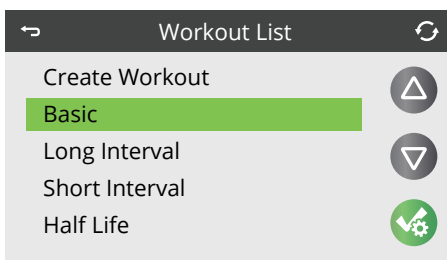 Workout List
Create Workout
Basic
Long Interval
Short Interval
Half Life